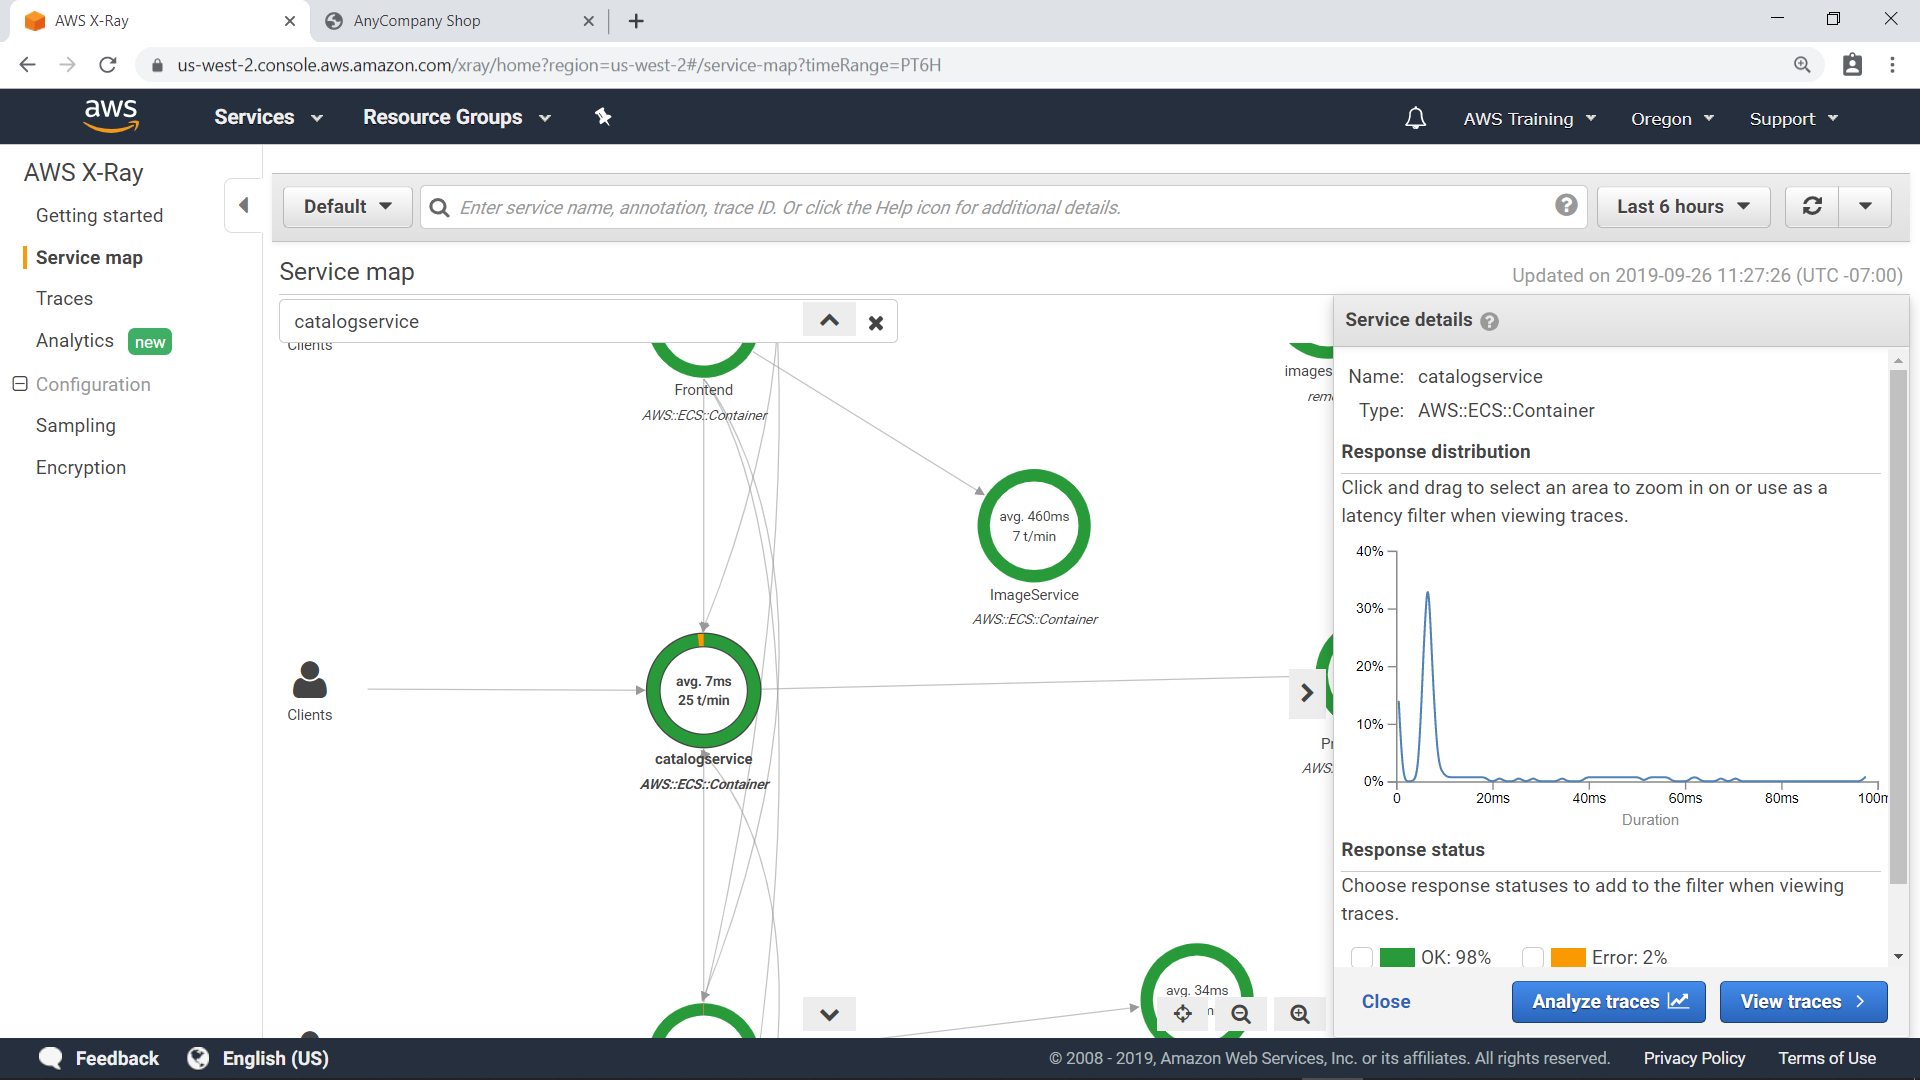 AWS X-Ray
AnyCompany Shop
us-west-2.console.aws.amazon.com/xray/home?region=us-west-2#/service-map?timeRange=PT6H
aws
Services
Resource Groups
AWS Training
Oregon
Support
AWS X-Ray
Getting started
Service map
Traces
Analytics new
Configuration
Sampling
Encryption
Default
Enter service name, annotation, trace ID. Or click the Help icon for additional details.
?
Last 6 hours
Service map
Updated on 2019-09-26 11:27:26 (UTC -07:00)
catalogservice
Clients
Frontend
AWS::ECS::Container
images
avg. 460ms
7 t/min
ImageService
AWS::ECS::Container
Clients
avg. 7ms
25 t/min
catalogservice
AWS::ECS::Container
AWS:
avg. 34ms
Service details ?
Name: catalogservice
Type: AWS::ECS::Container
Response distribution
Click and drag to select an area to zoom in on or use as a
latency filter when viewing traces.
40%
30%
20%
10%
0%
0 20ms 40ms 60ms 80ms 100m
Duration
Response status
Choose response statuses to add to the filter when viewing
traces.
OK: 98% Error: 2%
Close
Analyze traces
View traces
Feedback
English (US)
© 2008 - 2019, Amazon Web Services, Inc. or its affiliates. All rights reserved.
Privacy Policy
Terms of Use